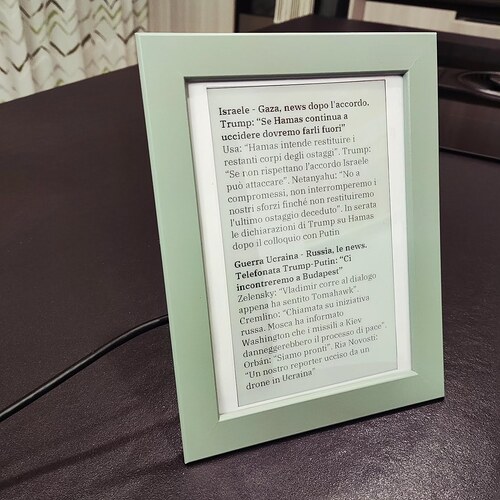 Israele - Gaza, news dopo l'accordo.
Trump: “Se Hamas continua a
uccidere dovremo farli fuori”
Usa: “Hamas intende restituire i
restanti corpi degli ostaggi”. Trump:
“Se non rispettano l'accordo Israele
può attaccare”. Netanyahu: “No a
compromessi, non interromperemo i
nostri sforzi finché non restituiremo
l'ultimo ostaggio deceduto”. In serata
le dichiarazioni di Trump su Hamas
dopo il colloquio con Putin
Guerra Ucraina - Russia, le news.
Telefonata Trump-Putin: “Ci
incontreremo a Budapest”
Zelensky: “Vladimir corre al dialogo
appena ha sentito Tomahawk”.
Cremlino: “Chiamata su iniziativa
russa. Mosca ha informato
Washington che i missili a Kiev
danneggerebbero il processo di pace”.
Orbán: “Siamo pronti”. Ria Novosti:
“Un nostro reporter ucciso da un
drone in Ucraina”